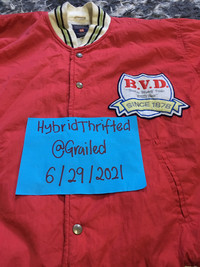 B.V.D.
SINCE 1876
HybridThrifted
@Grailed
6/29/2021